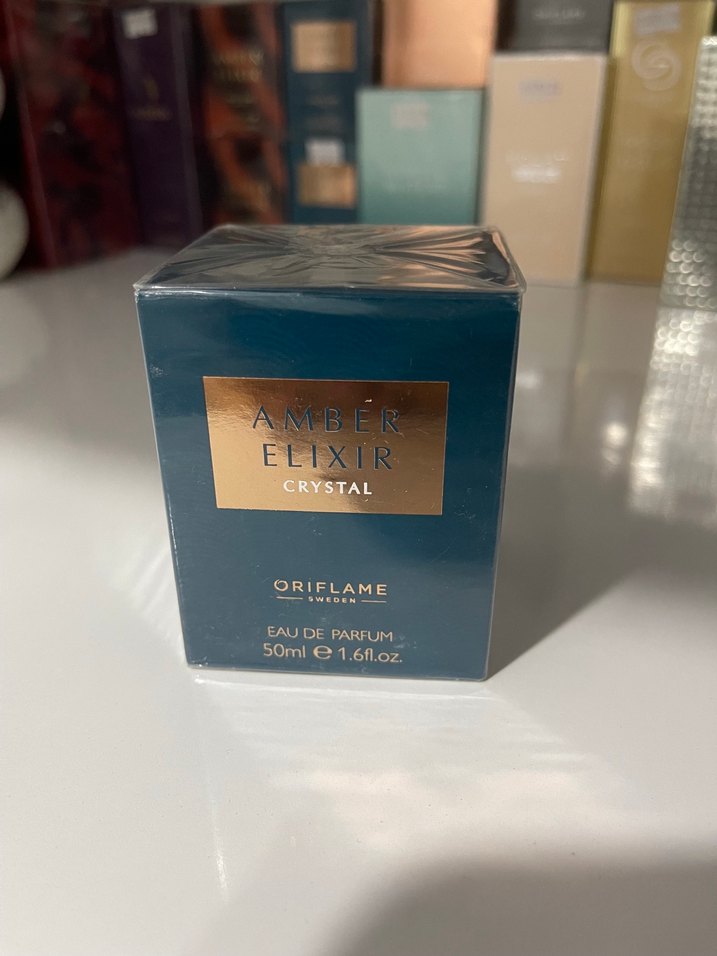 AMBER
ELIXIR
CRYSTAL
ORIFLAME
SWEDEN
EAU DE PARFUM
50ml e 1.6fl.oz.